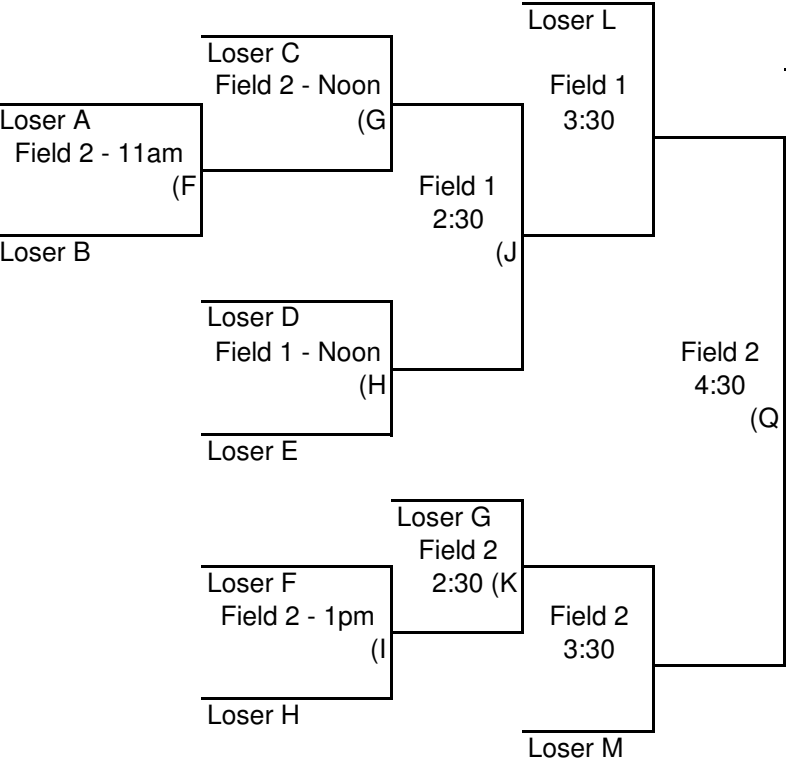 Loser L
Loser C
Field 2 - Noon
(G
Field 1
3:30
Loser A
Field 2 - 11am
(F
Loser B
Field 1
2:30
(J
Loser D
Field 1 - Noon
(H
Loser E
Field 2
4:30
(Q
Loser G
Field 2
2:30 (K
Loser F
Field 2 - 1pm
(I
Loser H
Field 2
3:30
Loser M